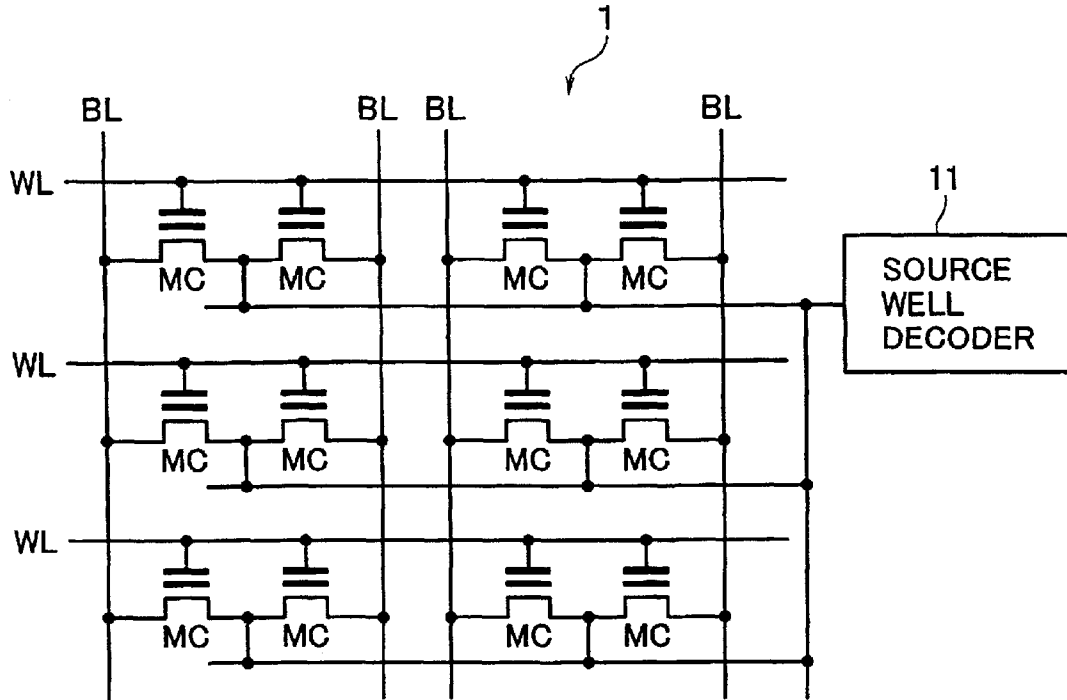 1
BL BL BL BL
WL
11
MC MC MC MC
SOURCE
WELL
DECODER
WL
MC MC MC MC
WL
MC MC MC MC